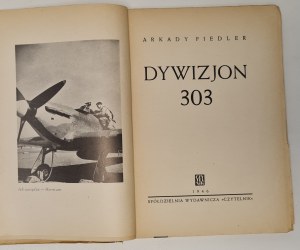 ARKADY FIEDLER
DYWIZJON
303
1946
SPÓŁDZIELNIA WYDAWNICZA «CZYTELNIK»